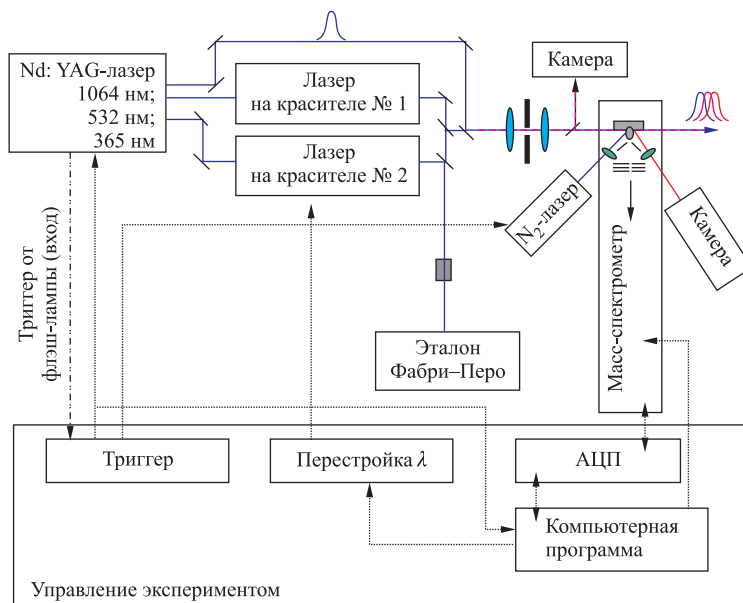 Nd: YAG-лазер
1064 нм;
532 нм;
365 нм
Лазер
на красителе № 1
Лазер
на красителе № 2
Камера
N₂-лазер
Камера
Масс-спектрометр
Эталон
Фабри–Перо
Триггер от
флэш-лампы (вход)
Триггер
Перестройка λ
АЦП
Компьютерная
программа
Управление экспериментом